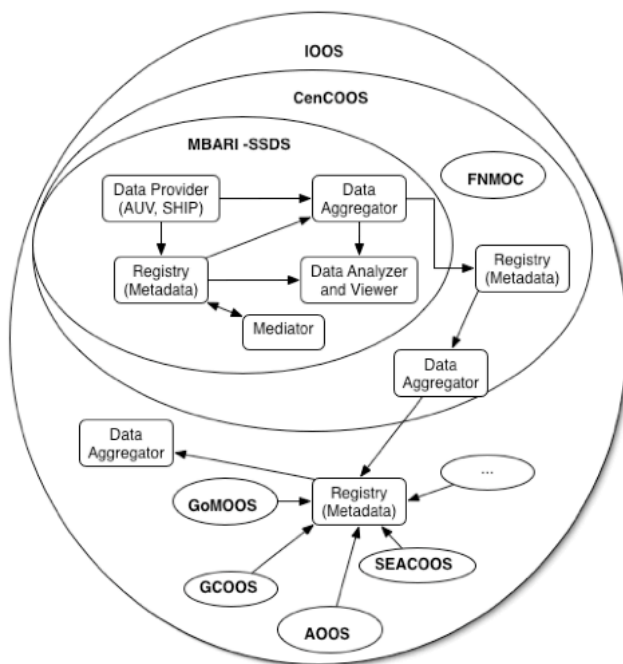 IOOS
CenCOOS
MBARI -SSDS
FNMOC
Data Provider
(AUV, SHIP)
Data
Aggregator
Registry
(Metadata)
Data Analyzer
and Viewer
Mediator
Registry
(Metadata)
Data
Aggregator
Data
Aggregator
...
Registry
(Metadata)
GoMOOS
SEACOOS
GCOOS
AOOS